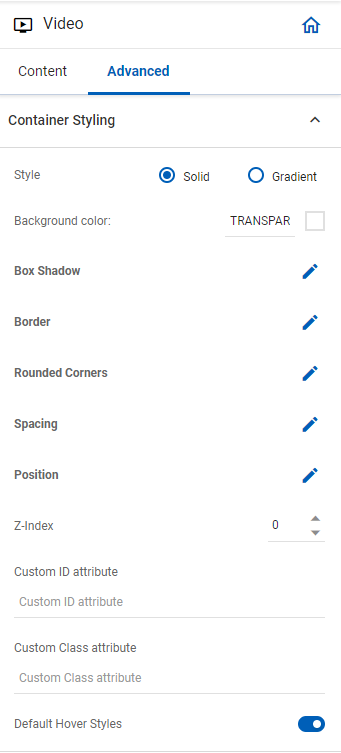 Video
Content Advanced
Container Styling
Style Solid Gradient
Background color: TRANSPAR
Box Shadow
Border
Rounded Corners
Spacing
Position
Z-Index 0
Custom ID attribute
Custom ID attribute
Custom Class attribute
Custom Class attribute
Default Hover Styles